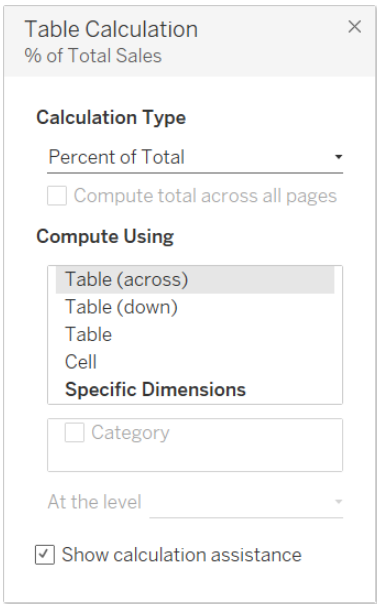 Table Calculation
% of Total Sales
Calculation Type
Percent of Total
Compute total across all pages
Compute Using
Table (across)
Table (down)
Table
Cell
Specific Dimensions
Category
At the level
Show calculation assistance